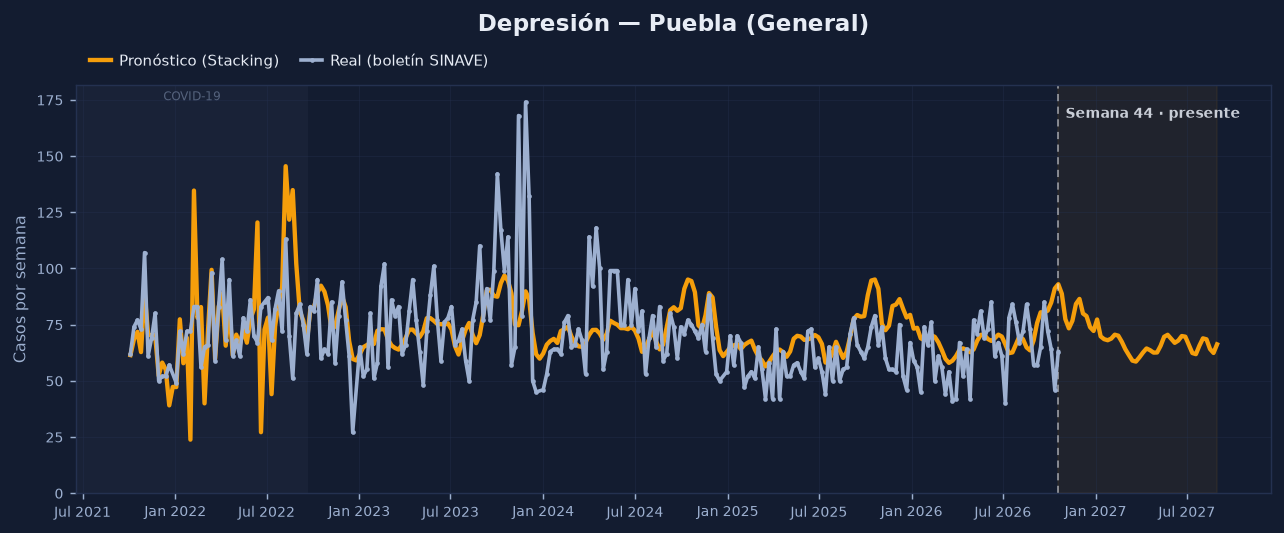 Depresión — Puebla (General)
Pronóstico (Stacking)
Real (boletín SINAVE)
COVID-19
Semana 44 · presente
Casos por semana
175
150
125
100
75
50
25
0
Jul 2021
Jan 2022
Jul 2022
Jan 2023
Jul 2023
Jan 2024
Jul 2024
Jan 2025
Jul 2025
Jan 2026
Jul 2026
Jan 2027
Jul 2027